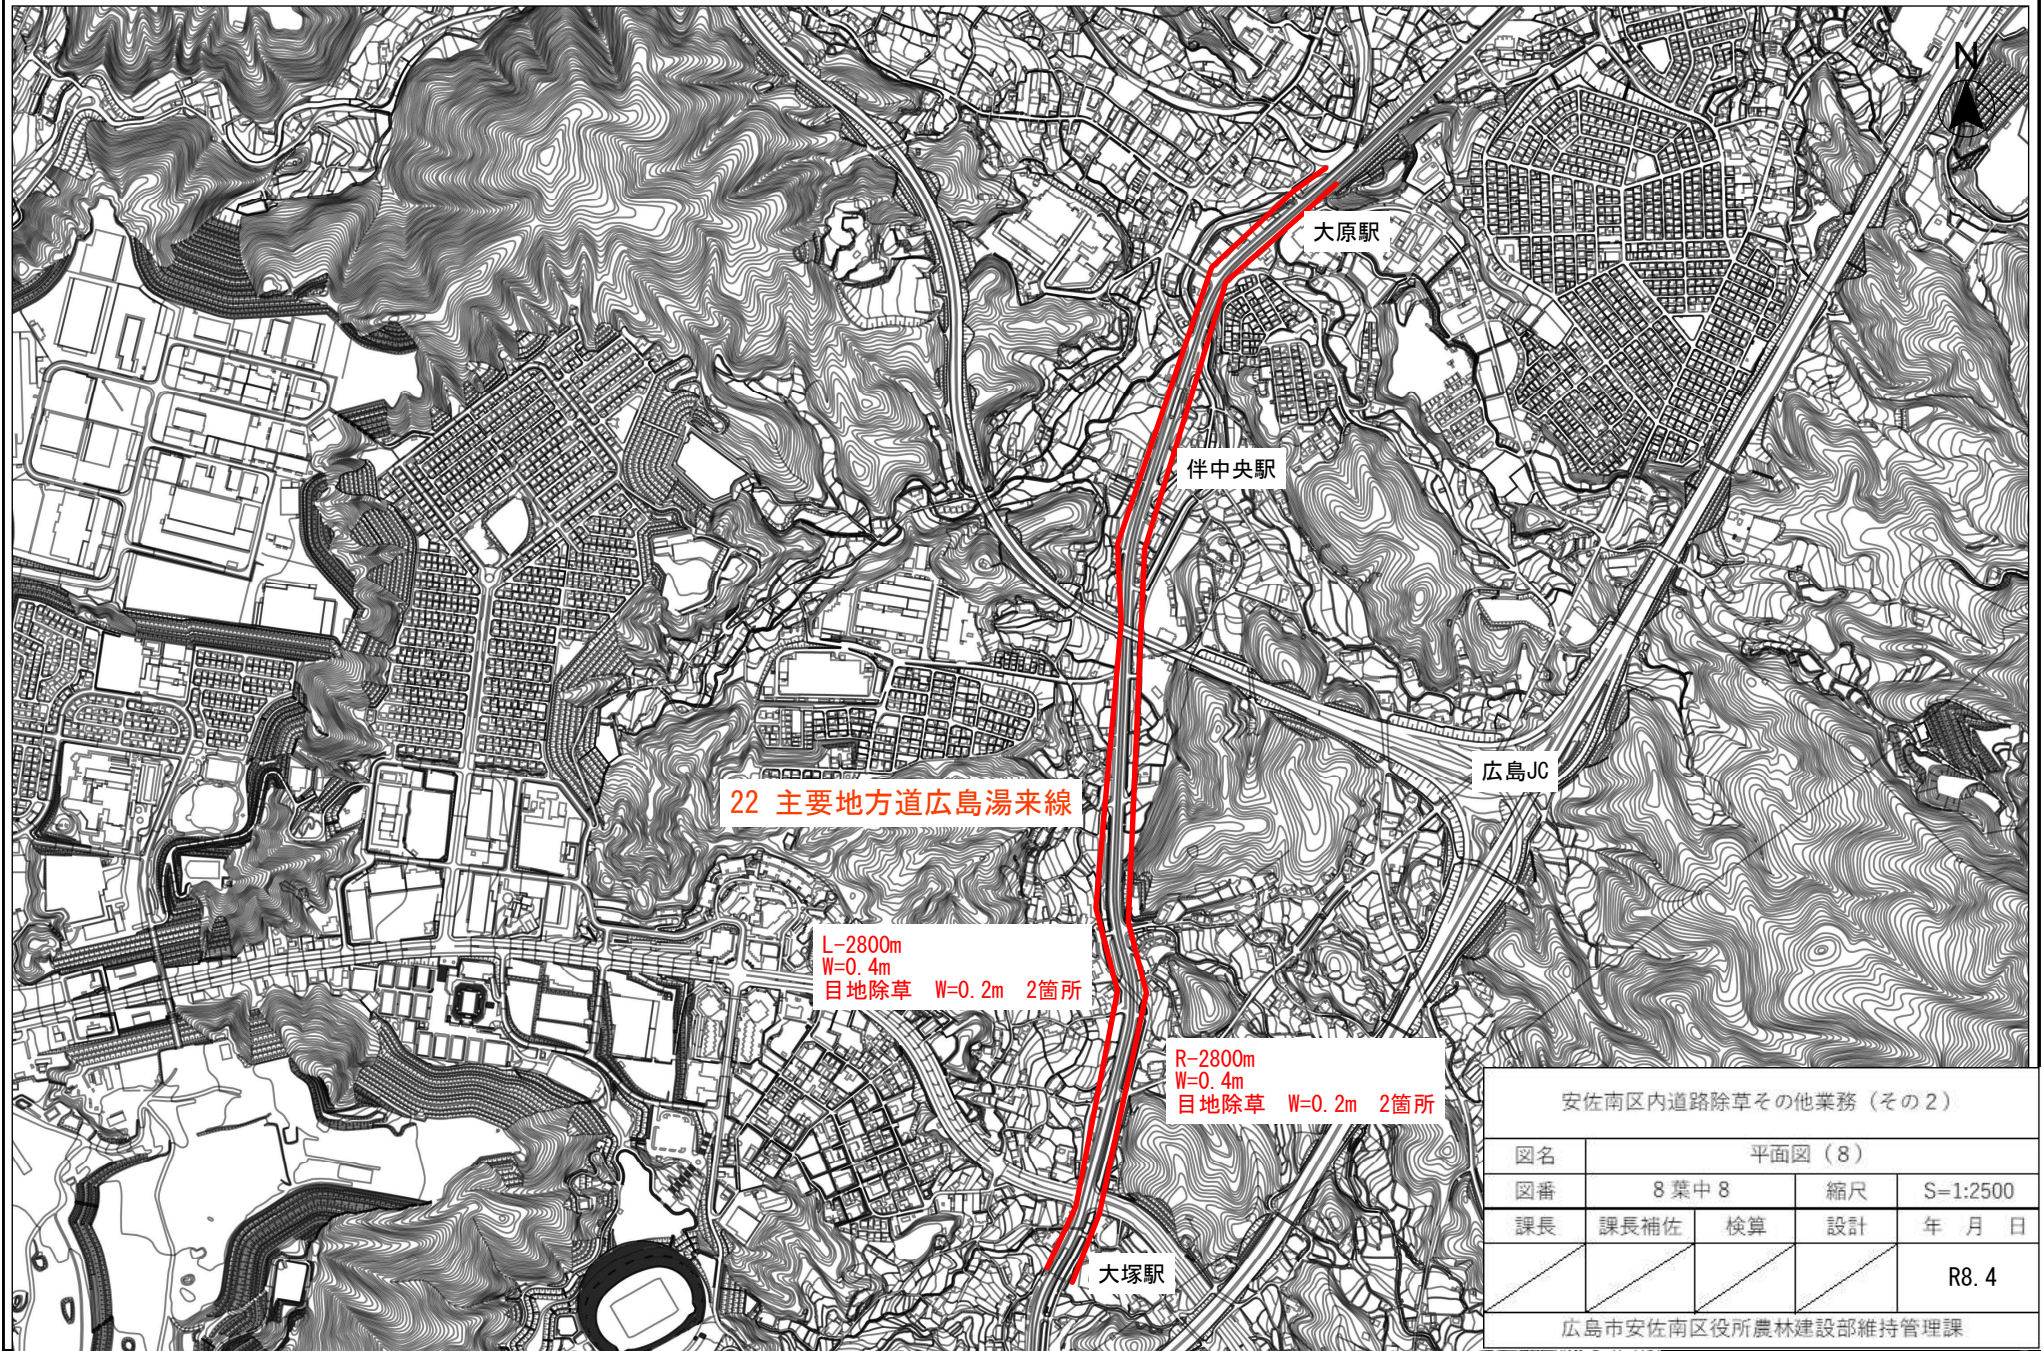 N
大原駅
伴中央駅
広島JC
22 主要地方道広島湯来線
L-2800m
W=0.4m
目地除草 W=0.2m 2箇所
R-2800m
W=0.4m
目地除草 W=0.2m 2箇所
大塚駅
安佐南区内道路除草その他業務（その２）
図名 平面図（８）
図番 ８葉中８ 縮尺 S=1:2500
課長 課長補佐 検算 設計 年 月 日
R8.4
広島市安佐南区役所農林建設部維持管理課